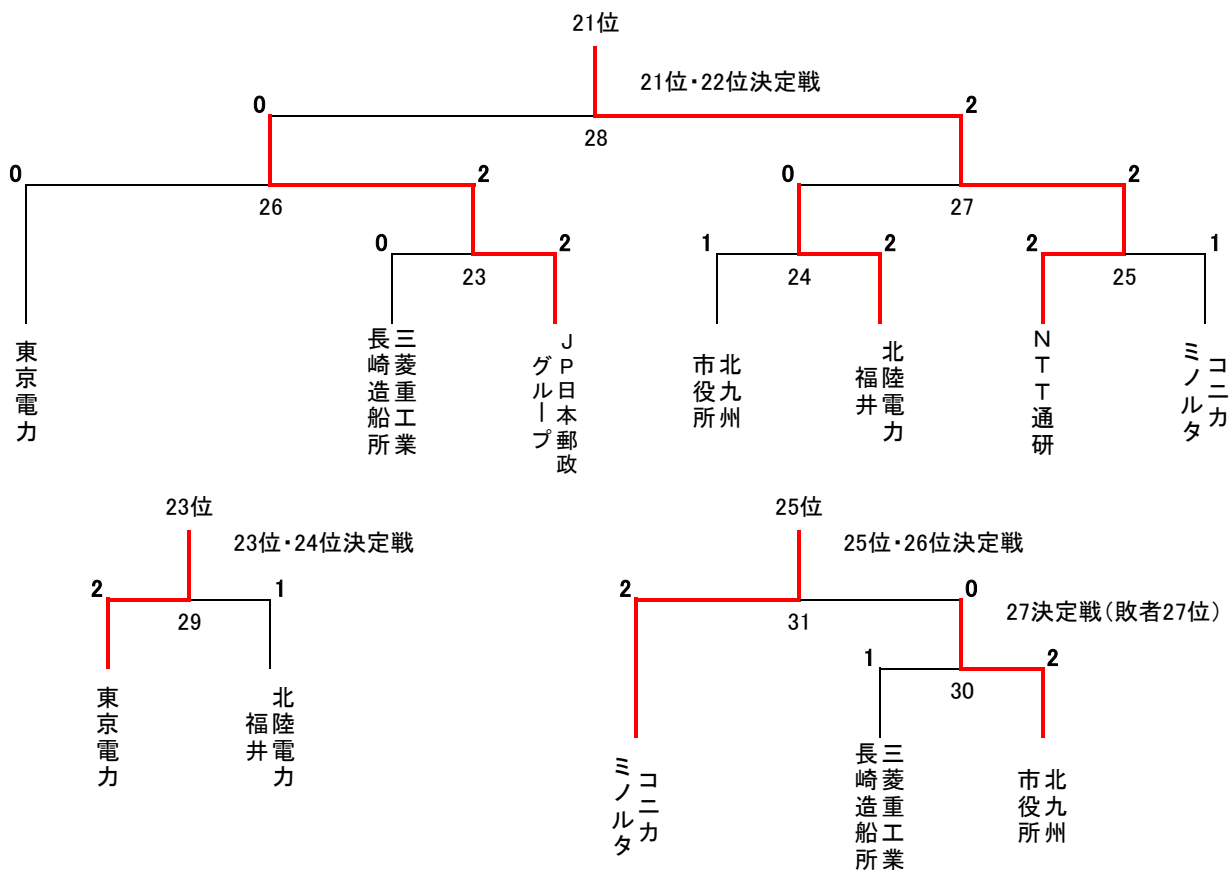 21位
21位・22位決定戦
0
2
28
0
2
0
2
26
27
0
2
1
2
2
1
23
24
25
東京電力
三菱重工業
長崎造船所
JP日本郵政
グループ
北九州
市役所
北陸電力
福井
NTT通研
コニカ
ミノルタ
23位
23位・24位決定戦
2
1
29
東京電力
北陸電力
福井
25位
25位・26位決定戦
2
0
31
27決定戦(敗者27位)
1
2
30
コニカ
ミノルタ
三菱重工業
長崎造船所
北九州
市役所